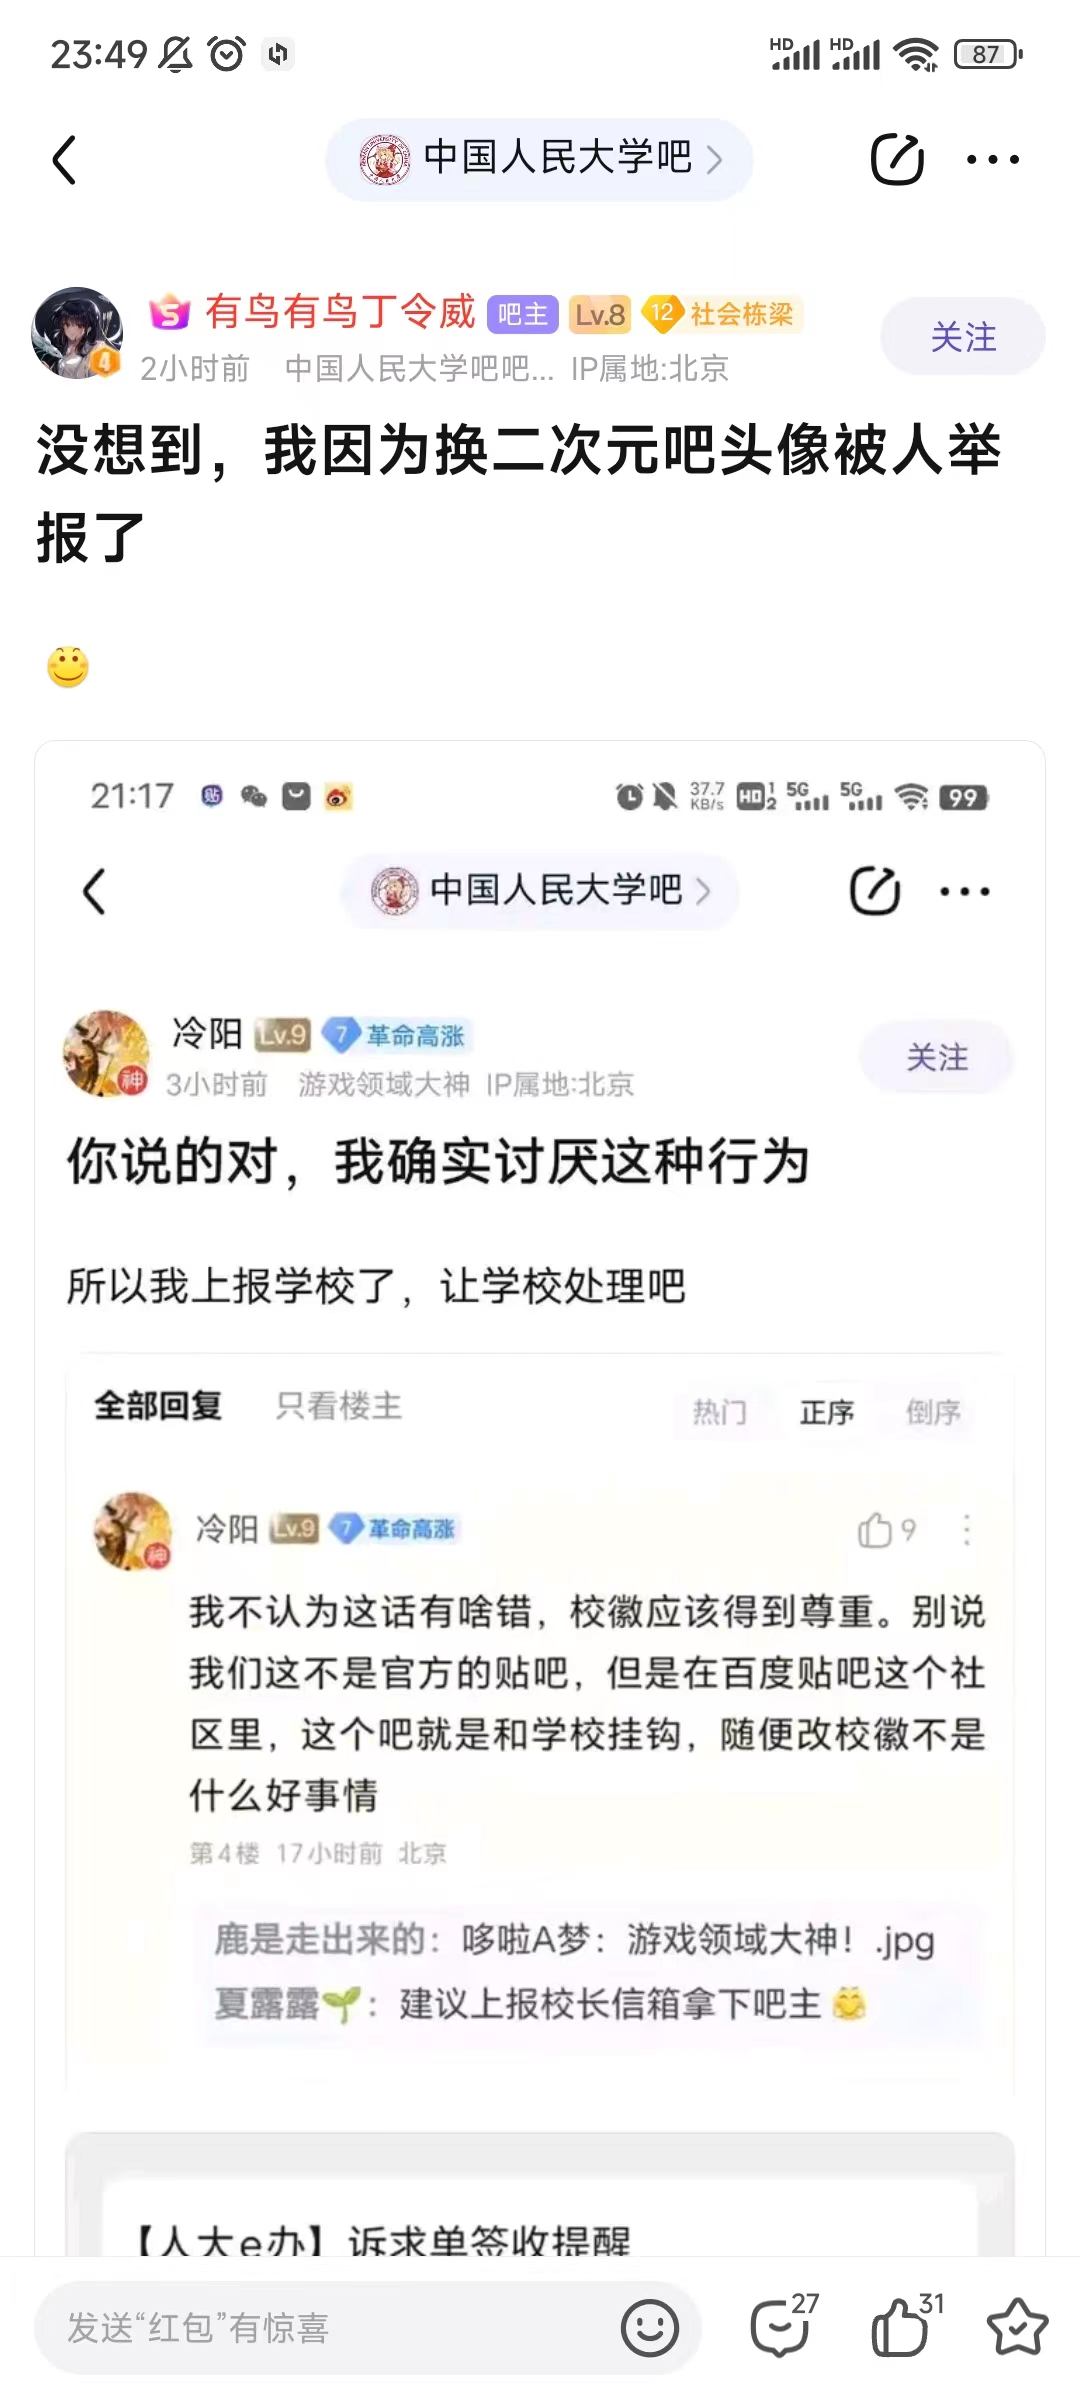 23:49 HD HD 87
中国人民大学吧
有鸟有鸟丁令威 吧主 Lv.8 12 社会栋梁
关注
2小时前 中国人民大学吧吧... IP属地:北京
没想到，我因为换二次元吧头像被人举
报了
21:17 贴 37.7 KB/s HD 1 2 5G 5G 99
中国人民大学吧
冷阳 Lv.9 7 革命高涨
关注
神
3小时前 游戏领域大神 IP属地:北京
你说的对，我确实讨厌这种行为
所以我上报学校了，让学校处理吧
全部回复 只看楼主 热门 正序 倒序
冷阳 Lv.9 7 革命高涨 9
神
我不认为这话有啥错，校徽应该得到尊重。别说
我们这不是官方的贴吧，但是在百度贴吧这个社
区里，这个吧就是和学校挂钩，随便改校徽不是
什么好事情
第4楼 17小时前 北京
鹿是走出来的：哆啦A梦：游戏领域大神！.jpg
夏露露：建议上报校长信箱拿下吧主
【人大e办】诉求单签收提醒
发送“红包”有惊喜 27 31